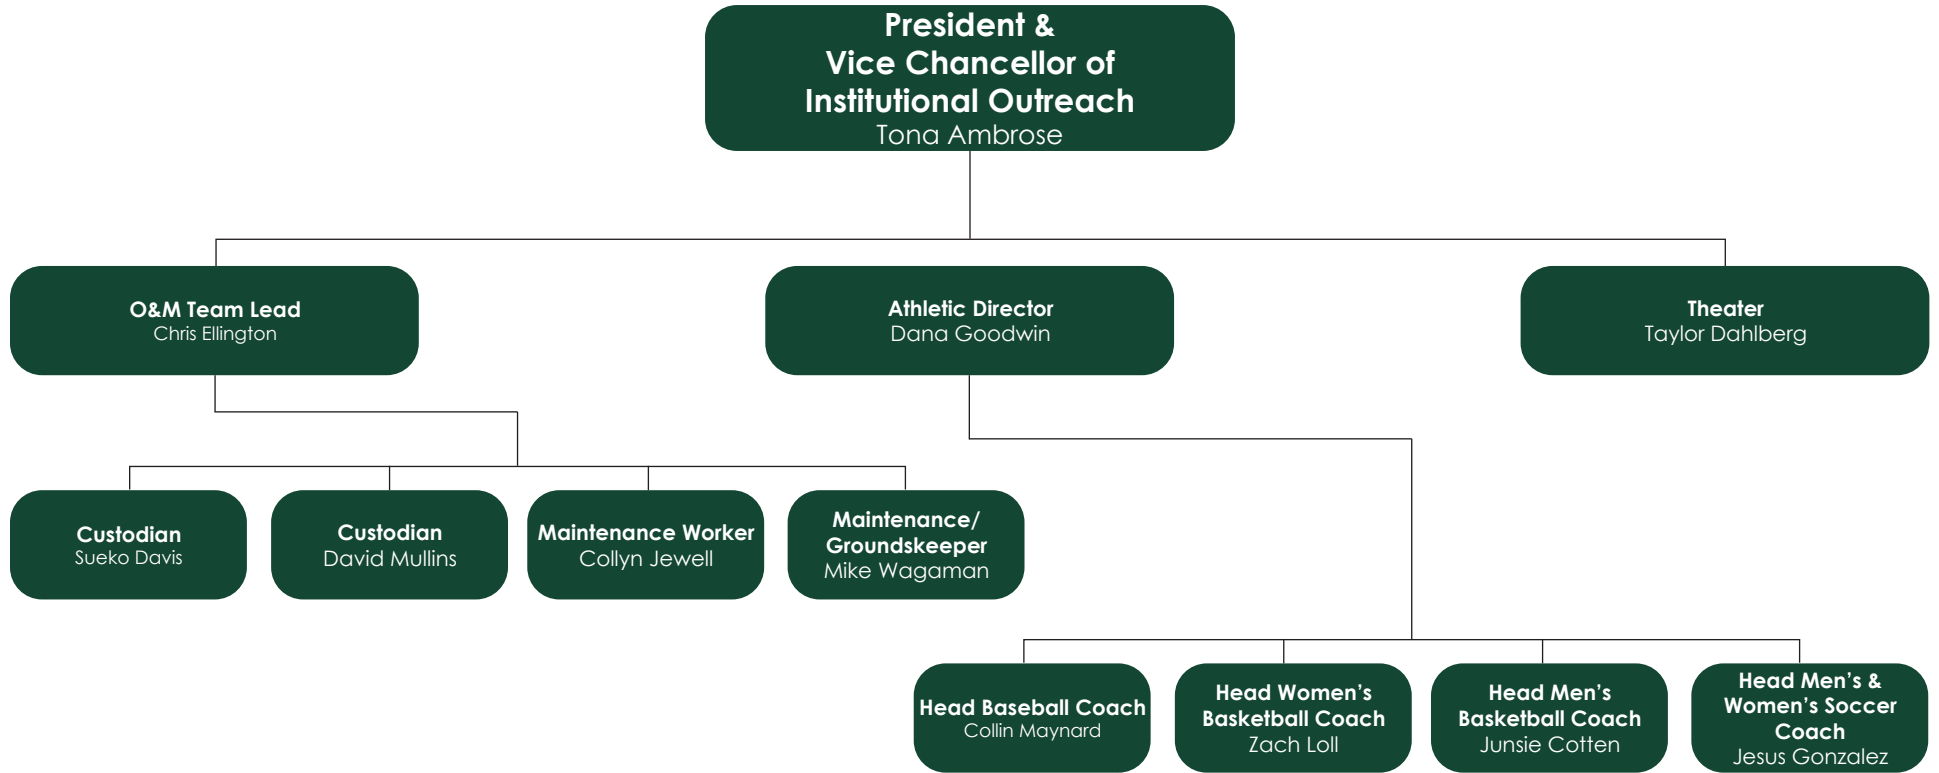 President &
Vice Chancellor of
Institutional Outreach
Tona Ambrose
O&M Team Lead
Chris Ellington
Athletic Director
Dana Goodwin
Theater
Taylor Dahlberg
Custodian
Sueko Davis
Custodian
David Mullins
Maintenance Worker
Collyn Jewell
Maintenance/
Groundskeeper
Mike Wagaman
Head Baseball Coach
Collin Maynard
Head Women’s
Basketball Coach
Zach Loll
Head Men’s
Basketball Coach
Junsie Cotten
Head Men’s &
Women’s Soccer
Coach
Jesus Gonzalez